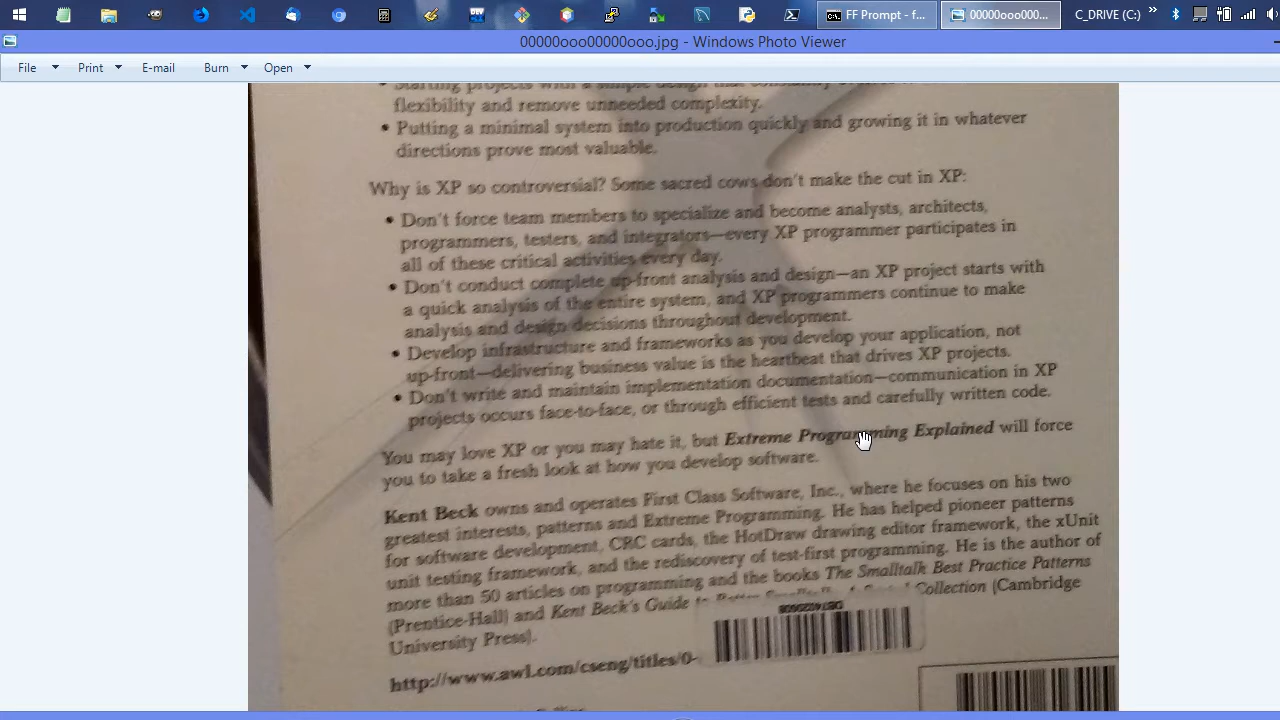 FF Prompt - f...
00000ooo000...
C_DRIVE (C:)
00000ooo00000ooo.jpg - Windows Photo Viewer
File Print E-mail Burn Open
Starting projects with a simple design that constantly
flexibility and remove unneeded complexity.
• Putting a minimal system into production quickly and growing it in whatever
directions prove most valuable.
Why is XP so controversial? Some sacred cows don't make the cut in XP:
• Don't force team members to specialize and become analysts, architects,
programmers, testers, and integrators—every XP programmer participates in
all of these critical activities every day.
• Don't conduct complete up-front analysis and design—an XP project starts with
a quick analysis of the entire system, and XP programmers continue to make
analysis and design decisions throughout development.
• Develop infrastructure and frameworks as you develop your application, not
up-front—delivering business value is the heartbeat that drives XP projects.
• Don't write and maintain implementation documentation—communication in XP
projects occurs face-to-face, or through efficient tests and carefully written code.
You may love XP or you may hate it, but Extreme Programming Explained will force
you to take a fresh look at how you develop software.
Kent Beck owns and operates First Class Software, Inc., where he focuses on his two
greatest interests, patterns and Extreme Programming. He has helped pioneer patterns
for software development, CRC cards, the HotDraw drawing editor framework, the xUnit
unit testing framework, and the rediscovery of test-first programming. He is the author of
more than 50 articles on programming and the books The Smalltalk Best Practice Patterns
(Prentice-Hall) and Kent Beck's Guide to Better Collection (Cambridge
University Press).
http://www.awl.com/cseng/titles/0-